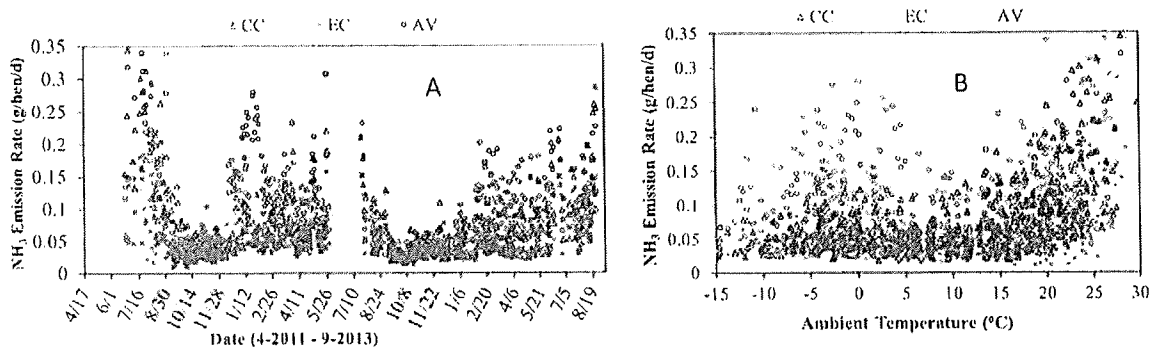 ▵ CC EC ○ AV
A
NH₃ Emission Rate (g/hen/d)
0.35
0.3
0.25
0.2
0.15
0.1
0.05
0
4/17 6/1 7/16 8/30 10/14 11/28 1/12 2/26 4/11 5/26 7/10 8/24 10/8 11/22 1/6 2/20 4/6 5/21 7/5 8/19
Date (4-2011 - 9-2013)
▵ CC EC AV
B
NH₃ Emission Rate (g/hen/d)
0.35
0.3
0.25
0.2
0.15
0.1
0.05
0
-15 -10 -5 0 5 10 15 20 25 30
Ambient Temperature (°C)